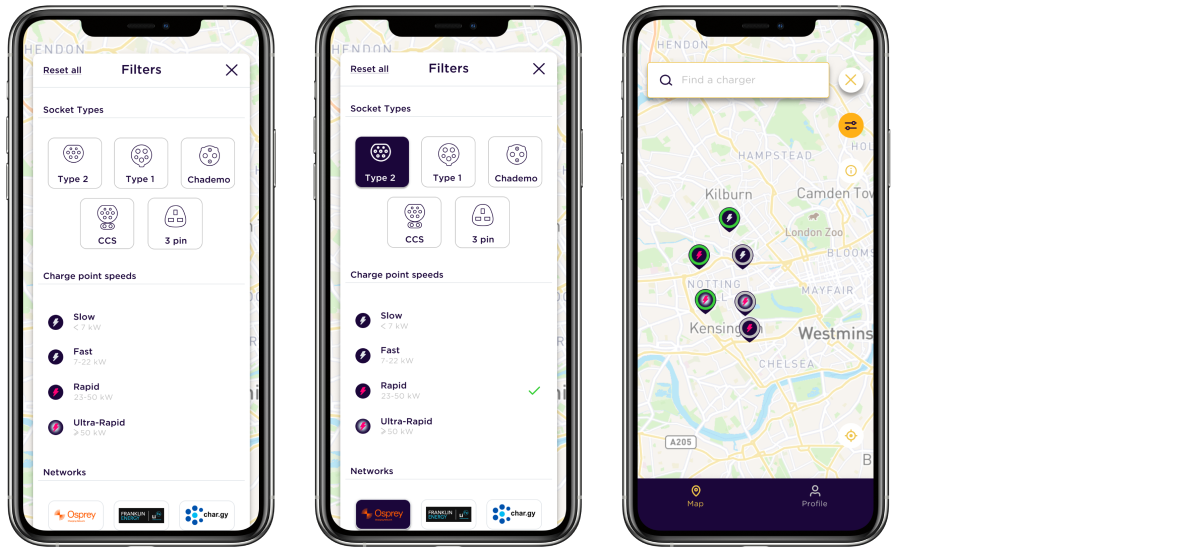 HENDON
Reset all
Filters
Socket Types
Type 2
Type 1
Chademo
CCS
3 pin
Charge point speeds
Slow
< 7 kW
Fast
7-22 kW
Rapid
23-50 kW
Ultra-Rapid
⩾ 50 kW
Networks
Osprey
FRANKLIN
ENERGY
char.gy
HENDON
Reset all
Filters
Socket Types
Type 2
Type 1
Chademo
CCS
3 pin
Charge point speeds
Slow
< 7 kW
Fast
7-22 kW
Rapid
23-50 kW
Ultra-Rapid
⩾ 50 kW
Networks
Osprey
FRANKLIN
ENERGY
char.gy
HENDON
Find a charger
HOL
HAMPSTEAD
Kilburn
Camden Tow
London Zoo
BLOOMS
NOTTING
MAYFAIR
Kensing
Westmins
CHELSEA
A205
B
Map
Profile